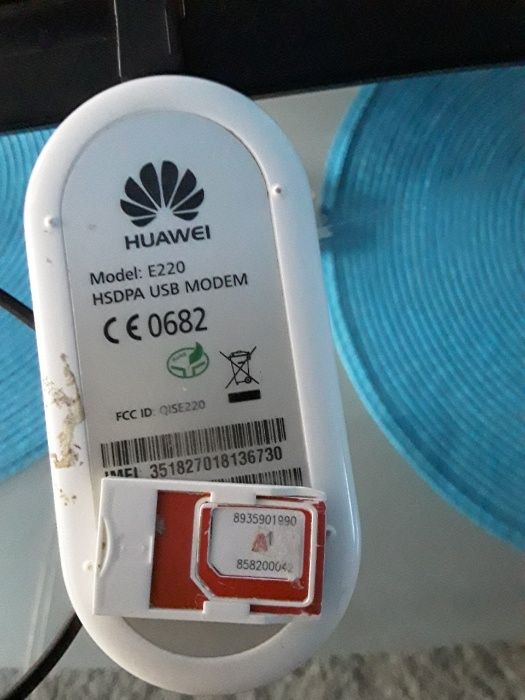 HUAWEI
Model: E220
HSDPA USB MODEM
CE 0682
FCC ID: QISE220
IMEI: 351827018136730
8935901990
A1
858200042